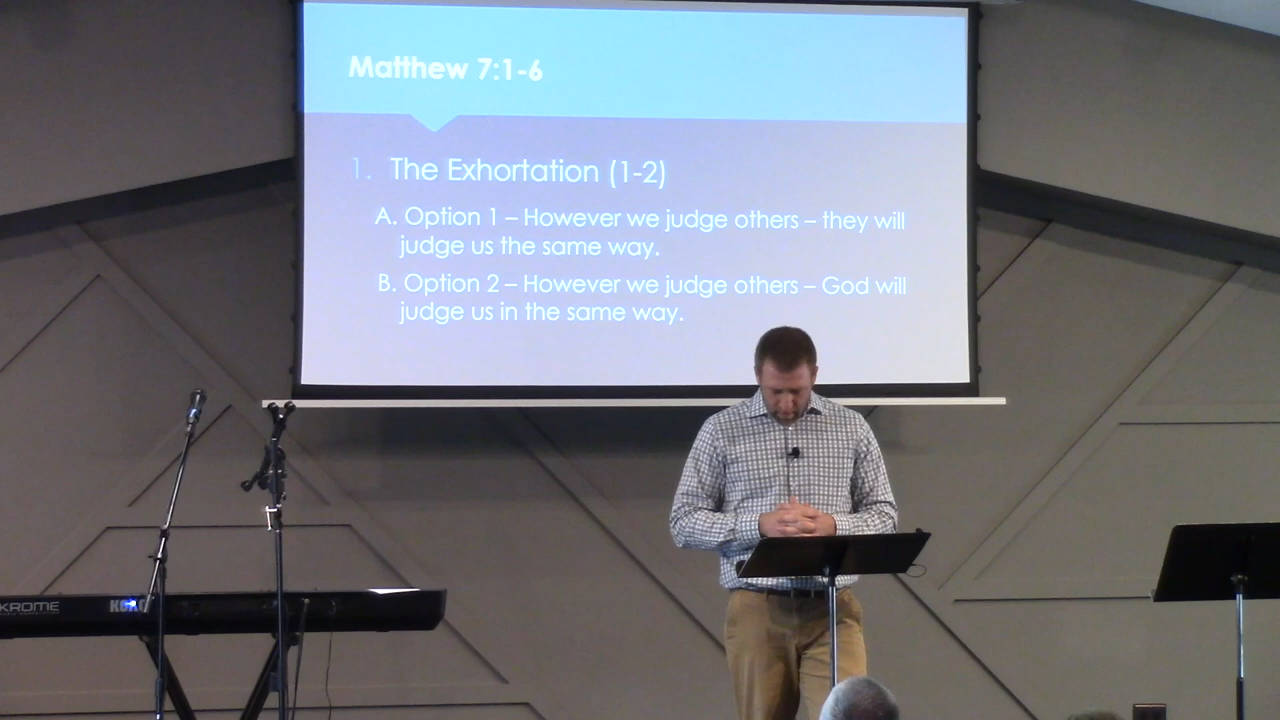 Matthew 7:1-6
1. The Exhortation (1-2)
A. Option 1 – However we judge others – they will
judge us the same way.
B. Option 2 – However we judge others – God will
judge us in the same way.
KROME
KORG